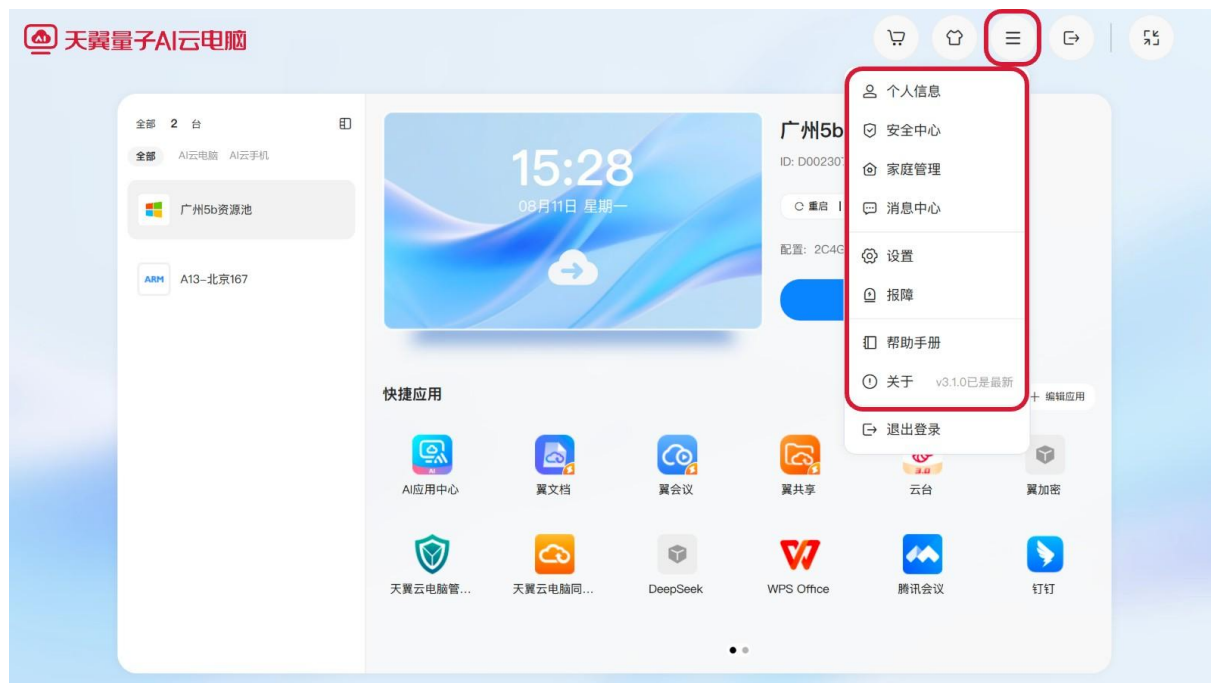 天翼量子AI云电脑
全部 2 台
全部 AI云电脑 AI云手机
广州5b资源池
ARM A13-北京167
15:28
08月11日 星期一
广州5b
ID: D002307
重启
配置: 2C4G
个人信息
安全中心
家庭管理
消息中心
设置
报障
帮助手册
关于 v3.1.0已是最新
退出登录
快捷应用
编辑应用
AI
AI应用中心
翼文档
翼会议
翼共享
云台
翼加密
天翼云电脑管...
天翼云电脑同...
DeepSeek
WPS Office
腾讯会议
钉钉